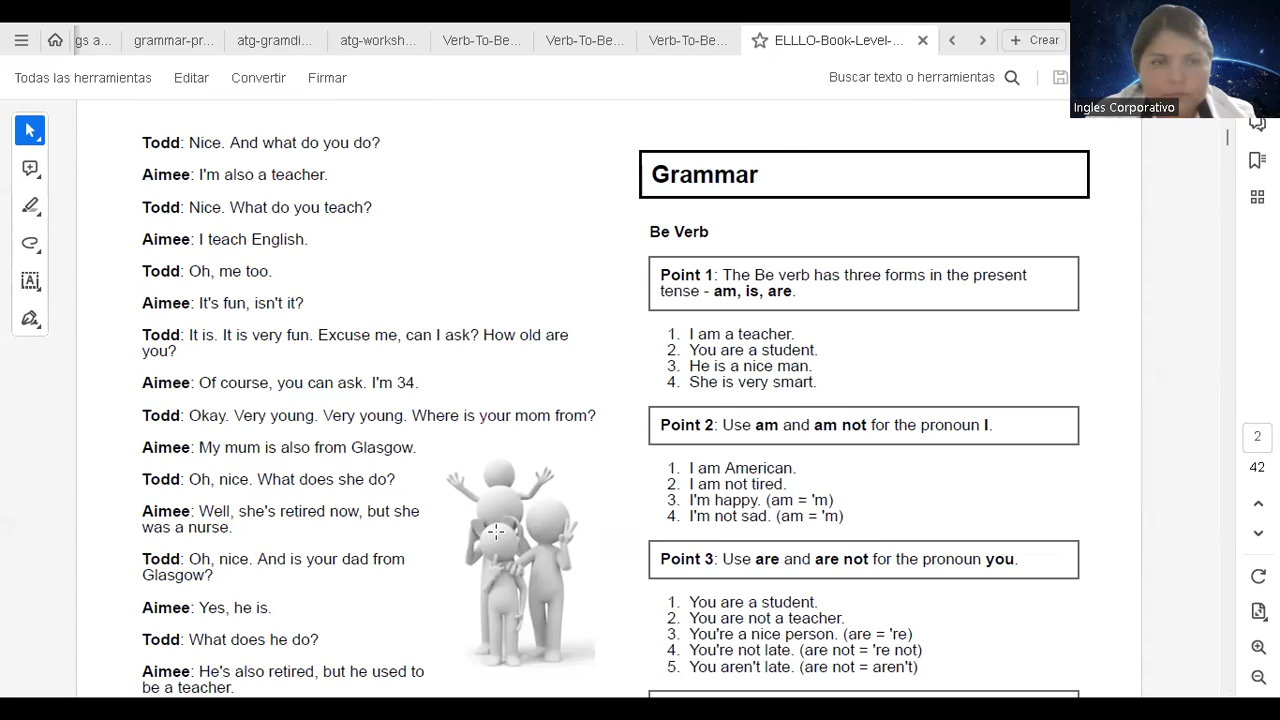 gs a...
grammar-pr...
atg-gramdi...
atg-worksh...
Verb-To-Be...
Verb-To-Be...
Verb-To-Be...
ELLLO-Book-Level-...
Crear
Todas las herramientas
Editar
Convertir
Firmar
Buscar texto o herramientas
Ingles Corporativo
Todd: Nice. And what do you do?
Aimee: I'm also a teacher.
Todd: Nice. What do you teach?
Aimee: I teach English.
Todd: Oh, me too.
Aimee: It's fun, isn't it?
Todd: It is. It is very fun. Excuse me, can I ask? How old are
you?
Aimee: Of course, you can ask. I'm 34.
Todd: Okay. Very young. Very young. Where is your mom from?
Aimee: My mum is also from Glasgow.
Todd: Oh, nice. What does she do?
Aimee: Well, she's retired now, but she
was a nurse.
Todd: Oh, nice. And is your dad from
Glasgow?
Aimee: Yes, he is.
Todd: What does he do?
Aimee: He's also retired, but he used to
be a teacher.
Grammar
Be Verb
Point 1: The Be verb has three forms in the present
tense - am, is, are.
1. I am a teacher.
2. You are a student.
3. He is a nice man.
4. She is very smart.
Point 2: Use am and am not for the pronoun I.
1. I am American.
2. I am not tired.
3. I'm happy. (am = 'm)
4. I'm not sad. (am = 'm)
Point 3: Use are and are not for the pronoun you.
1. You are a student.
2. You are not a teacher.
3. You're a nice person. (are = 're)
4. You're not late. (are not = 're not)
5. You aren't late. (are not = aren't)
2
42